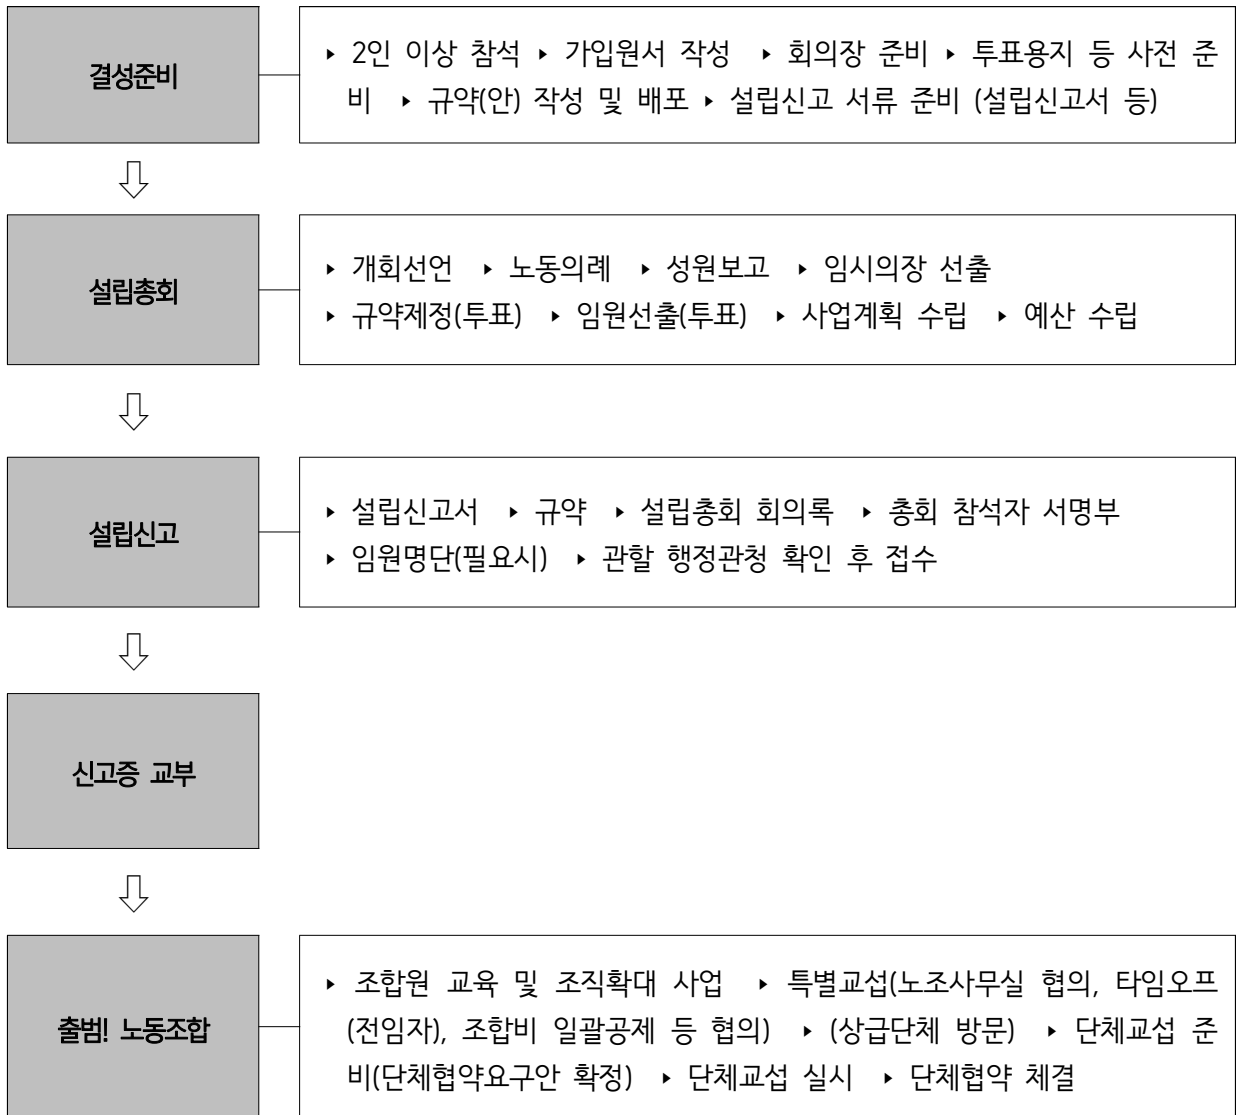 결성준비
▸ 2인 이상 참석 ▸ 가입원서 작성 ▸ 회의장 준비 ▸ 투표용지 등 사전 준
비 ▸ 규약(안) 작성 및 배포 ▸ 설립신고 서류 준비 (설립신고서 등)
⇩
설립총회
▸ 개회선언 ▸ 노동의례 ▸ 성원보고 ▸ 임시의장 선출
▸ 규약제정(투표) ▸ 임원선출(투표) ▸ 사업계획 수립 ▸ 예산 수립
⇩
설립신고
▸ 설립신고서 ▸ 규약 ▸ 설립총회 회의록 ▸ 총회 참석자 서명부
▸ 임원명단(필요시) ▸ 관할 행정관청 확인 후 접수
⇩
신고증 교부
⇩
출범! 노동조합
▸ 조합원 교육 및 조직확대 사업 ▸ 특별교섭(노조사무실 협의, 타임오프
(전임자), 조합비 일괄공제 등 협의) ▸ (상급단체 방문) ▸ 단체교섭 준
비(단체협약요구안 확정) ▸ 단체교섭 실시 ▸ 단체협약 체결